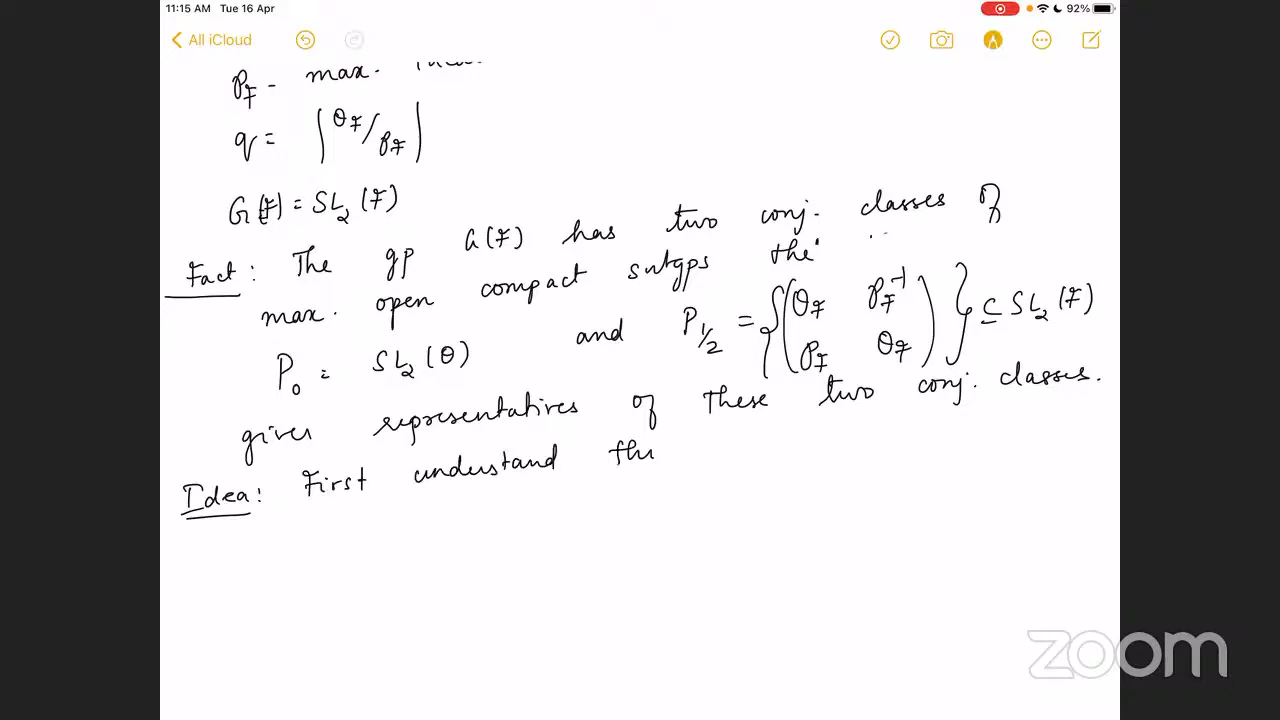 11:15 AM Tue 16 Apr
92%
All iCloud
P_F - max.
q = |O_F/p_F|
G(F) = SL_2(F)
Fact: The gp G(F) has two conj. classes of
max. open compact subgps the
P_0 = SL_2(O) and P_{1/2} = {(O_F p_F^{-1} / p_F O_F)} ⊆ SL_2(F)
gives representatives of these two conj. classes.
Idea: First understand the
zoom